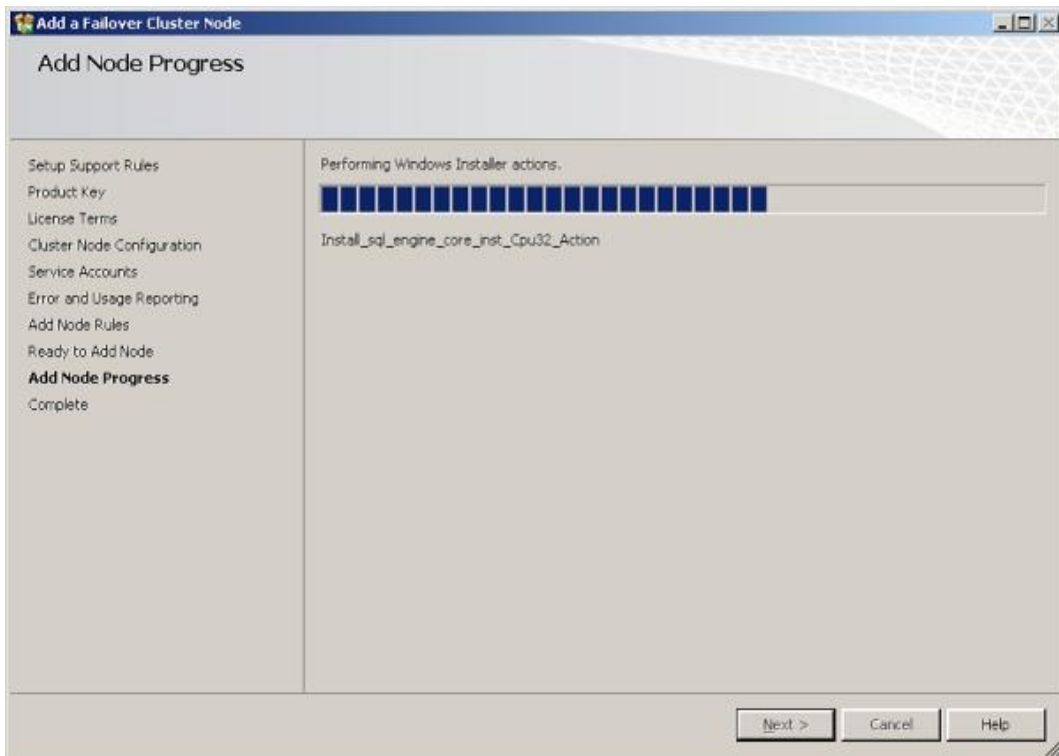 Add a Failover Cluster Node
Add Node Progress
Setup Support Rules
Product Key
License Terms
Cluster Node Configuration
Service Accounts
Error and Usage Reporting
Add Node Rules
Ready to Add Node
Add Node Progress
Complete
Performing Windows Installer actions.
Install_sql_engine_core_inst_Cpu32_Action
Next >
Cancel
Help